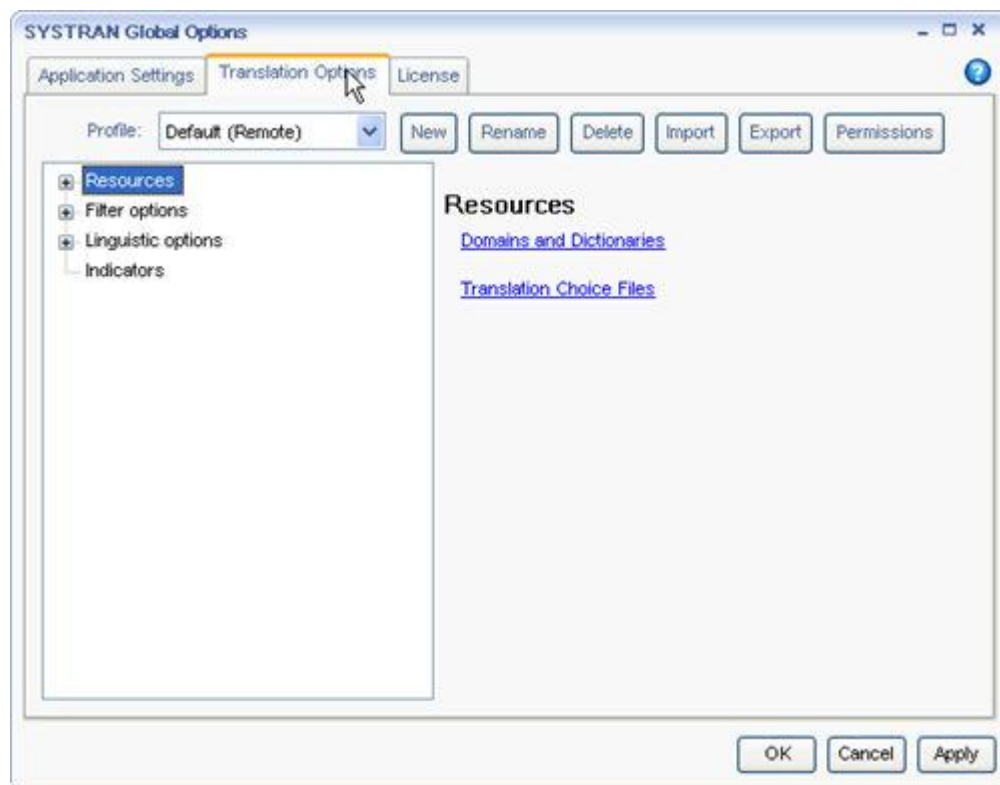 SYSTRAN Global Options
Application Settings Translation Options License
Profile: Default (Remote) New Rename Delete Import Export Permissions
Resources
Filter options
Linguistic options
Indicators
Resources
Domains and Dictionaries
Translation Choice Files
OK Cancel Apply